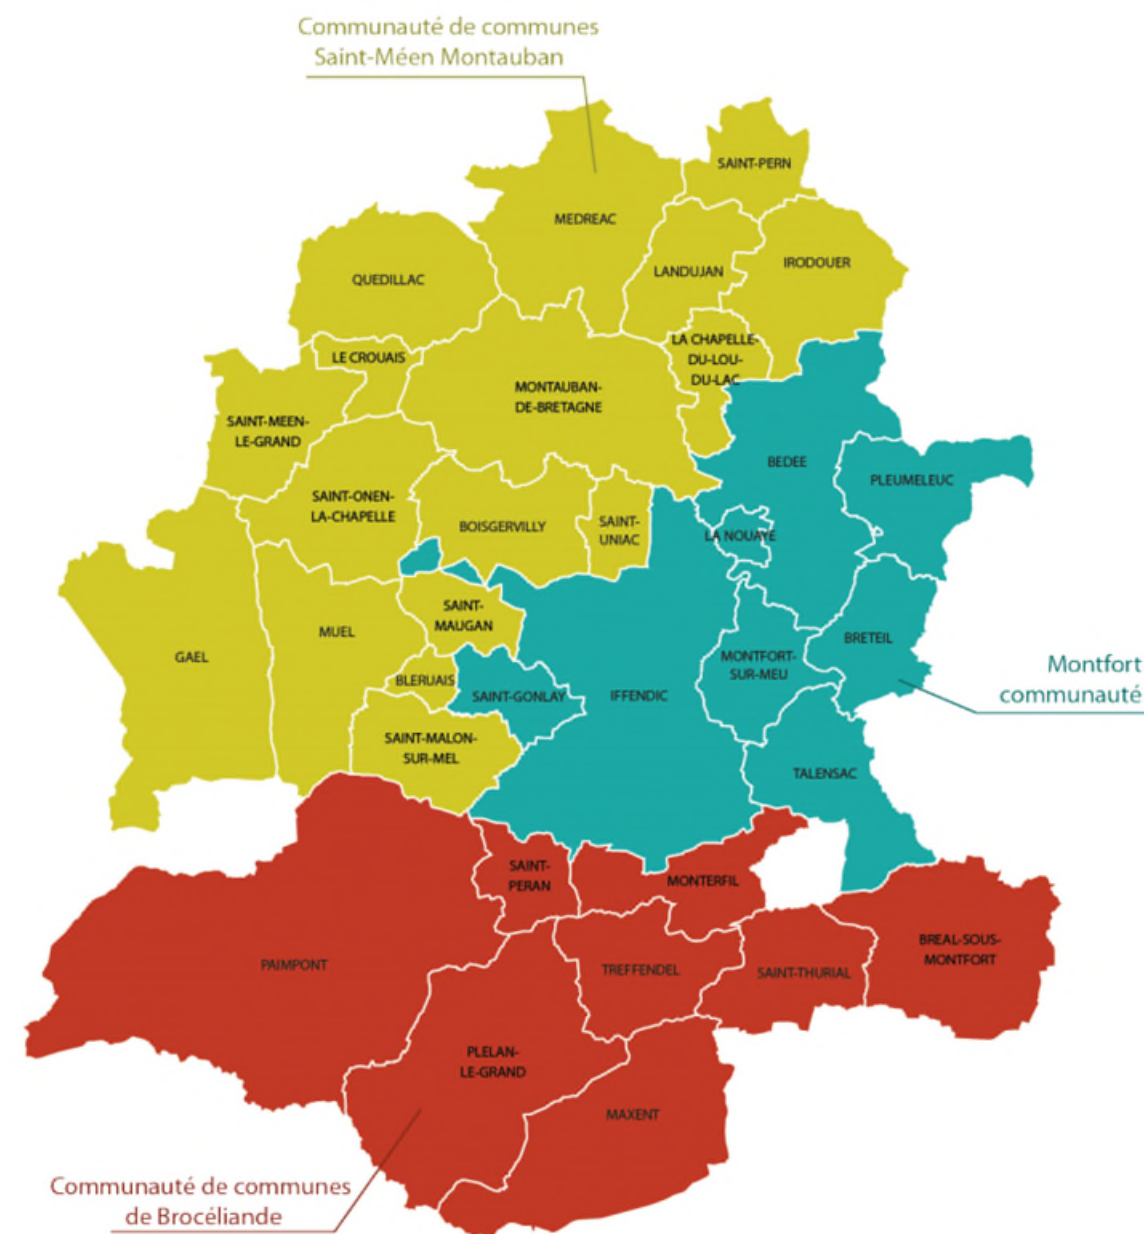 Communauté de communes
Saint-Méen Montauban
SAINT-PERN
MEDREAC
IRODOUER
LANDUJAN
QUEDILLAC
LA CHAPELLE-
DU-LOU-
DU-LAC
LE CROUAIS
MONTAUBAN-
DE-BRETAGNE
SAINT-MEEN-
LE-GRAND
BEDEE
PLEUMELEUC
SAINT-ONEN-
LA-CHAPELLE
BOISGERVILLY
SAINT-
UNIAC
LA NOUAYE
SAINT-
MAUGAN
MUEL
GAEL
BRETEIL
MONTFORT-
SUR-MEU
Montfort
communauté
BLERUAIS
SAINT-GONLAY
IFFENDIC
SAINT-MALON-
SUR-MEL
TALENSAC
SAINT-
PERAN
MONTERFIL
BREAL-SOUS-
MONTFORT
PAIMPONT
TREFFENDEL
SAINT-THURIAL
PLELAN-
LE-GRAND
MAXENT
Communauté de communes
de Brocéliande